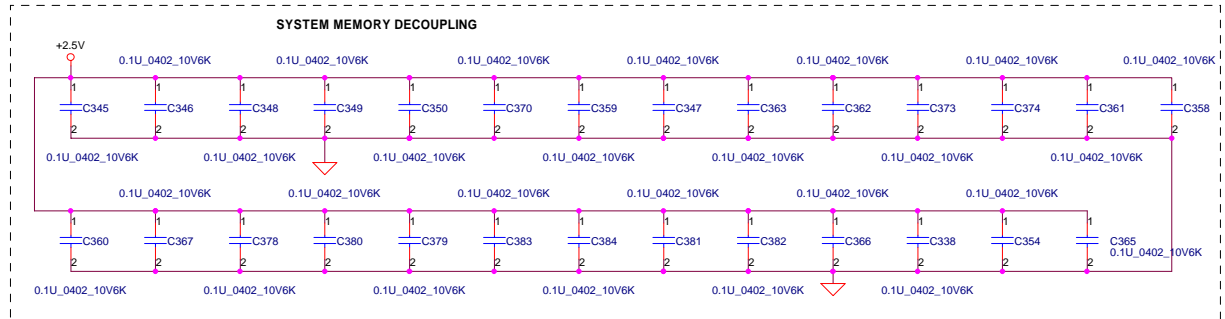 SYSTEM MEMORY DECOUPLING
+2.5V
0.1U_0402_10V6K 0.1U_0402_10V6K 0.1U_0402_10V6K 0.1U_0402_10V6K 0.1U_0402_10V6K 0.1U_0402_10V6K 0.1U_0402_10V6K
1 1 1 1 1 1 1 1 1 1 1 1 1 1
C345 C346 C348 C349 C350 C370 C359 C347 C363 C362 C373 C374 C361 C358
2 2 2 2 2 2 2 2 2 2 2 2 2 2
0.1U_0402_10V6K 0.1U_0402_10V6K 0.1U_0402_10V6K 0.1U_0402_10V6K 0.1U_0402_10V6K 0.1U_0402_10V6K 0.1U_0402_10V6K
0.1U_0402_10V6K 0.1U_0402_10V6K 0.1U_0402_10V6K 0.1U_0402_10V6K 0.1U_0402_10V6K 0.1U_0402_10V6K
1 1 1 1 1 1 1 1 1 1 1 1 1
C360 C367 C378 C380 C379 C383 C384 C381 C382 C366 C338 C354 C365
0.1U_0402_10V6K
2 2 2 2 2 2 2 2 2 2 2 2 2
0.1U_0402_10V6K 0.1U_0402_10V6K 0.1U_0402_10V6K 0.1U_0402_10V6K 0.1U_0402_10V6K 0.1U_0402_10V6K